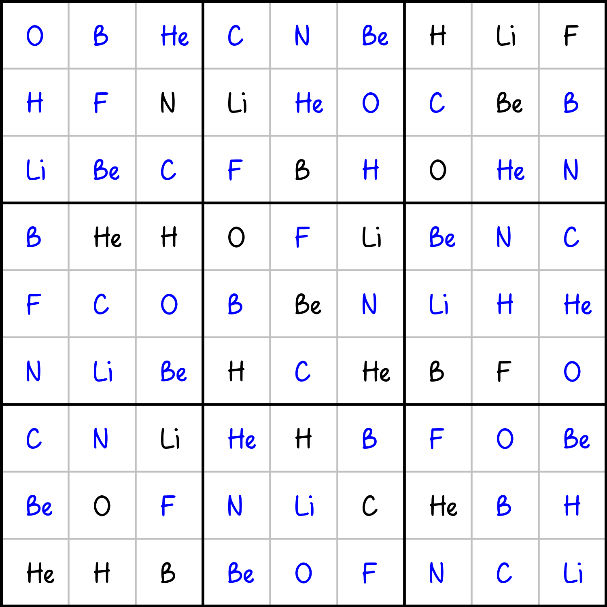 O B He C N Be H Li F
H F N Li He O C Be B
Li Be C F B H O He N
B He H O F Li Be N C
F C O B Be N Li H He
N Li Be H C He B F O
C N Li He H B F O Be
Be O F N Li C He B H
He H B Be O F N C Li